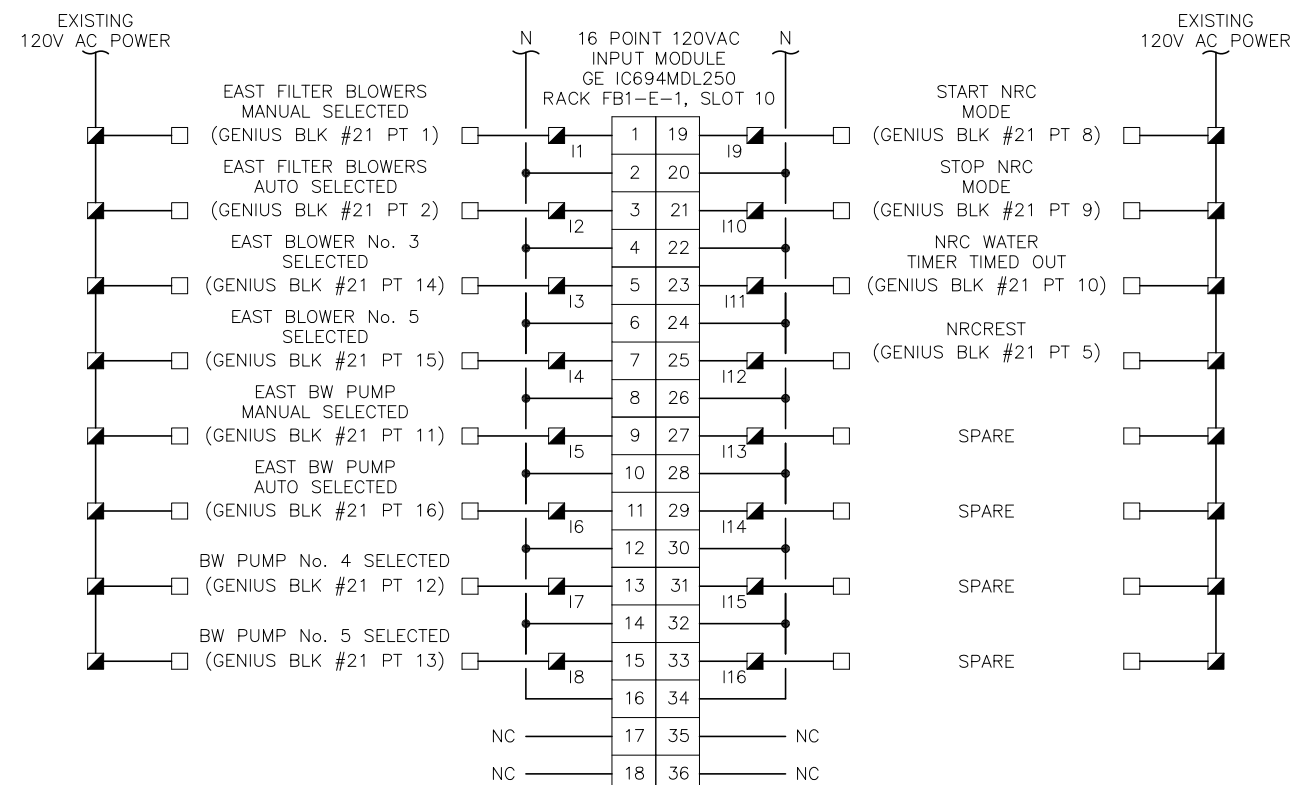 EXISTING
120V AC POWER
EAST FILTER BLOWERS
MANUAL SELECTED
(GENIUS BLK #21 PT 1)
EAST FILTER BLOWERS
AUTO SELECTED
(GENIUS BLK #21 PT 2)
EAST BLOWER No. 3
SELECTED
(GENIUS BLK #21 PT 14)
EAST BLOWER No. 5
SELECTED
(GENIUS BLK #21 PT 15)
EAST BW PUMP
MANUAL SELECTED
(GENIUS BLK #21 PT 11)
EAST BW PUMP
AUTO SELECTED
(GENIUS BLK #21 PT 16)
BW PUMP No. 4 SELECTED
(GENIUS BLK #21 PT 12)
BW PUMP No. 5 SELECTED
(GENIUS BLK #21 PT 13)
N
16 POINT 120VAC
INPUT MODULE
GE IC694MDL250
RACK FB1-E-1, SLOT 10
N
I1 1 19 I9
2 20
I2 3 21 I10
4 22
I3 5 23 I11
6 24
I4 7 25 I12
8 26
I5 9 27 I13
10 28
I6 11 29 I14
12 30
I7 13 31 I15
14 32
I8 15 33 I16
16 34
NC 17 35 NC
NC 18 36 NC
START NRC
MODE
(GENIUS BLK #21 PT 8)
STOP NRC
MODE
(GENIUS BLK #21 PT 9)
NRC WATER
TIMER TIMED OUT
(GENIUS BLK #21 PT 10)
NRCREST
(GENIUS BLK #21 PT 5)
SPARE
SPARE
SPARE
SPARE
EXISTING
120V AC POWER